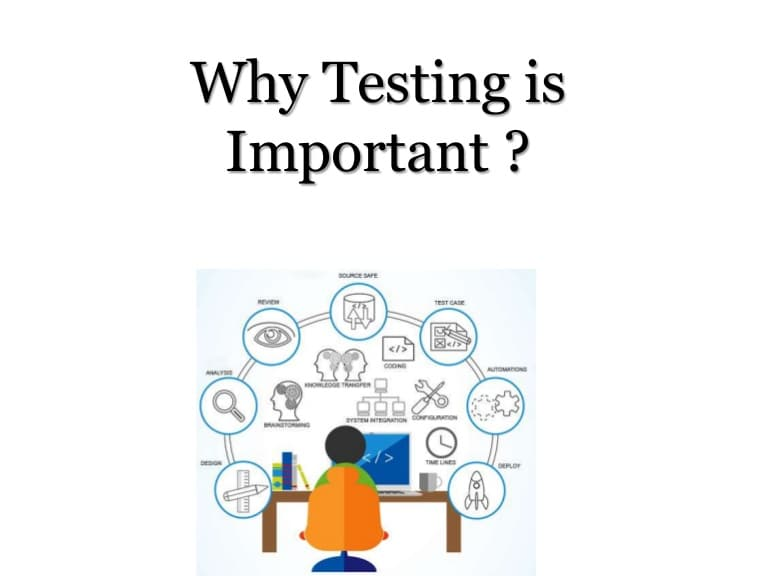 Why Testing is
Important ?
SOURCE SAFE
REVIEW
TEST CASE
</>
CODING
ANALYSIS
KNOWLEDGE TRANSFER
AUTOMATIONS
BRAINSTORMING
SYSTEM INTEGRATION
CONFIGURATION
DESIGN
</>
TIME LINES
DEPLOY